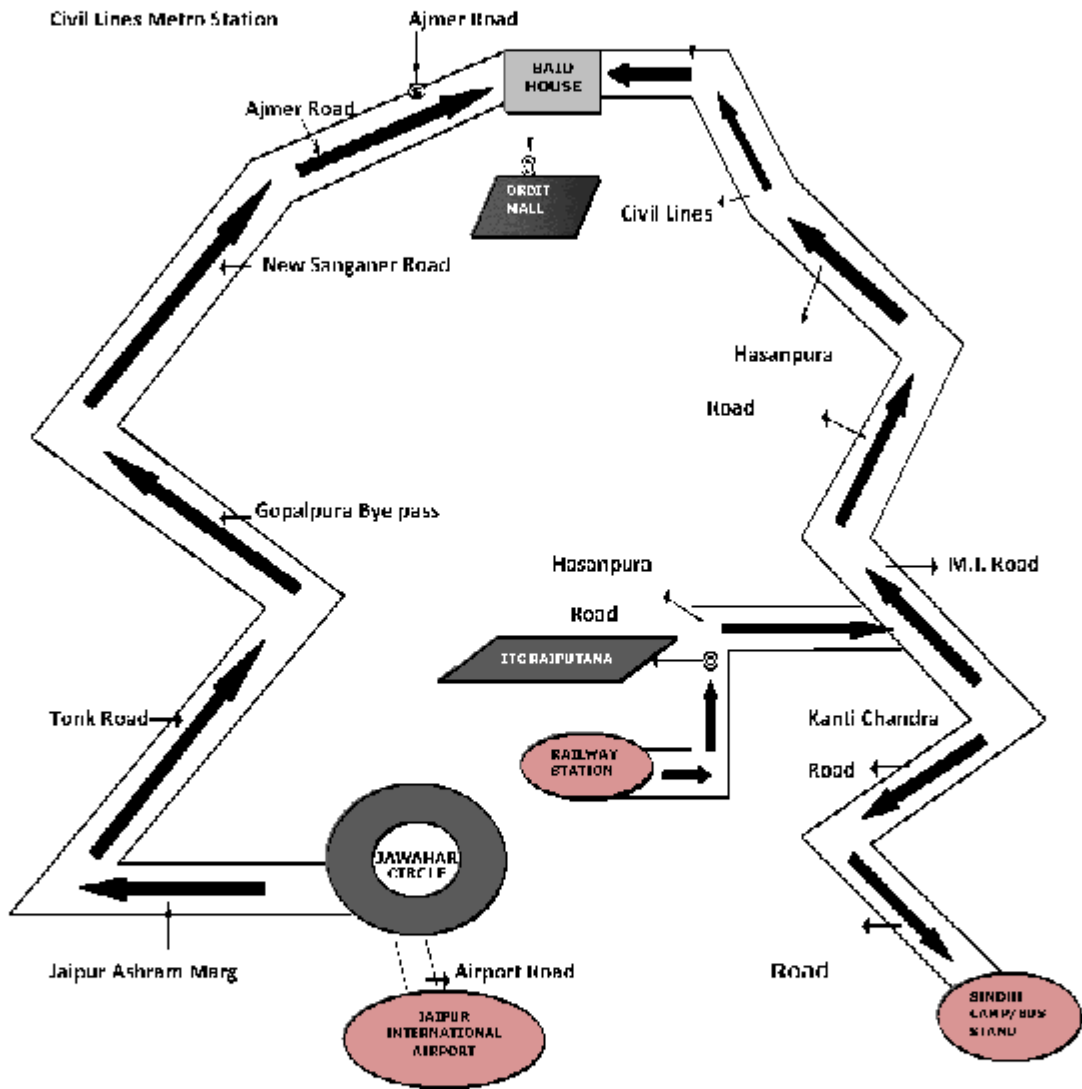 Civil Lines Metro Station
Ajmer Road
BAID
HOUSE
Ajmer Road
ORBIT
MALL
Civil Lines
New Sanganer Road
Hasanpura
Road
Gopalpura Bye pass
Hasanpura
Road
M.I. Road
ITC RAJPUTANA
Tonk Road
Kanti Chandra
Road
RAILWAY
STATION
JAWAHAR
CIRCLE
Jaipur Ashram Marg
Airport Road
Road
JAIPUR
INTERNATIONAL
AIRPORT
SINDHI
CAMP/BUS
STAND